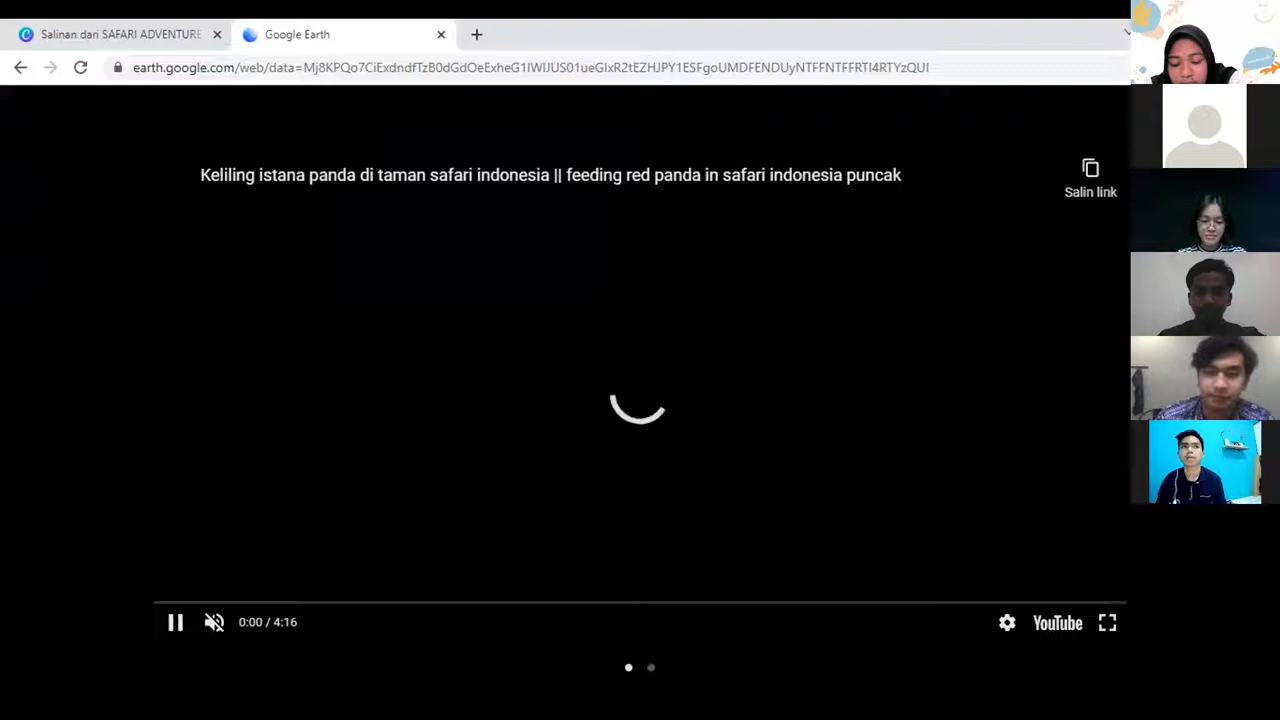 Salinan dari SAFARI ADVENTURE
Google Earth
Keliling istana panda di taman safari indonesia || feeding red panda in safari indonesia puncak
Salin link
0:00 / 4:16
YouTube